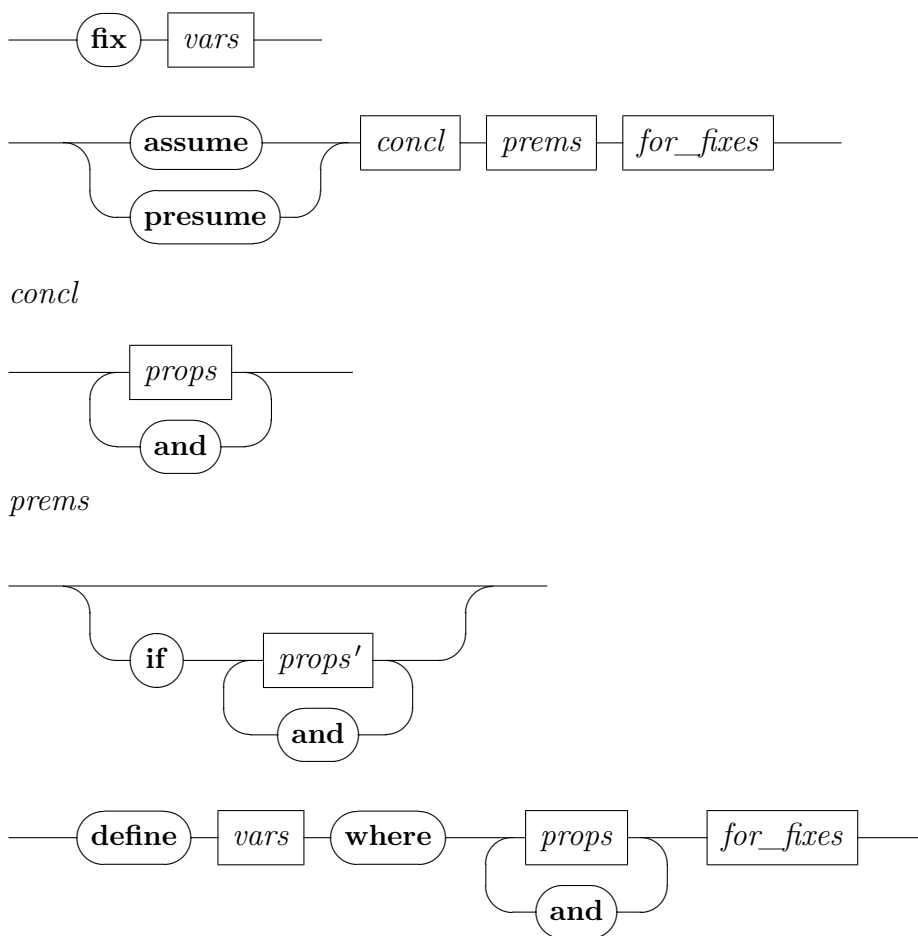 fix vars
assume concl prems for_fixes
presume
concl
props
and
prems
if props'
and
define vars where props for_fixes
and